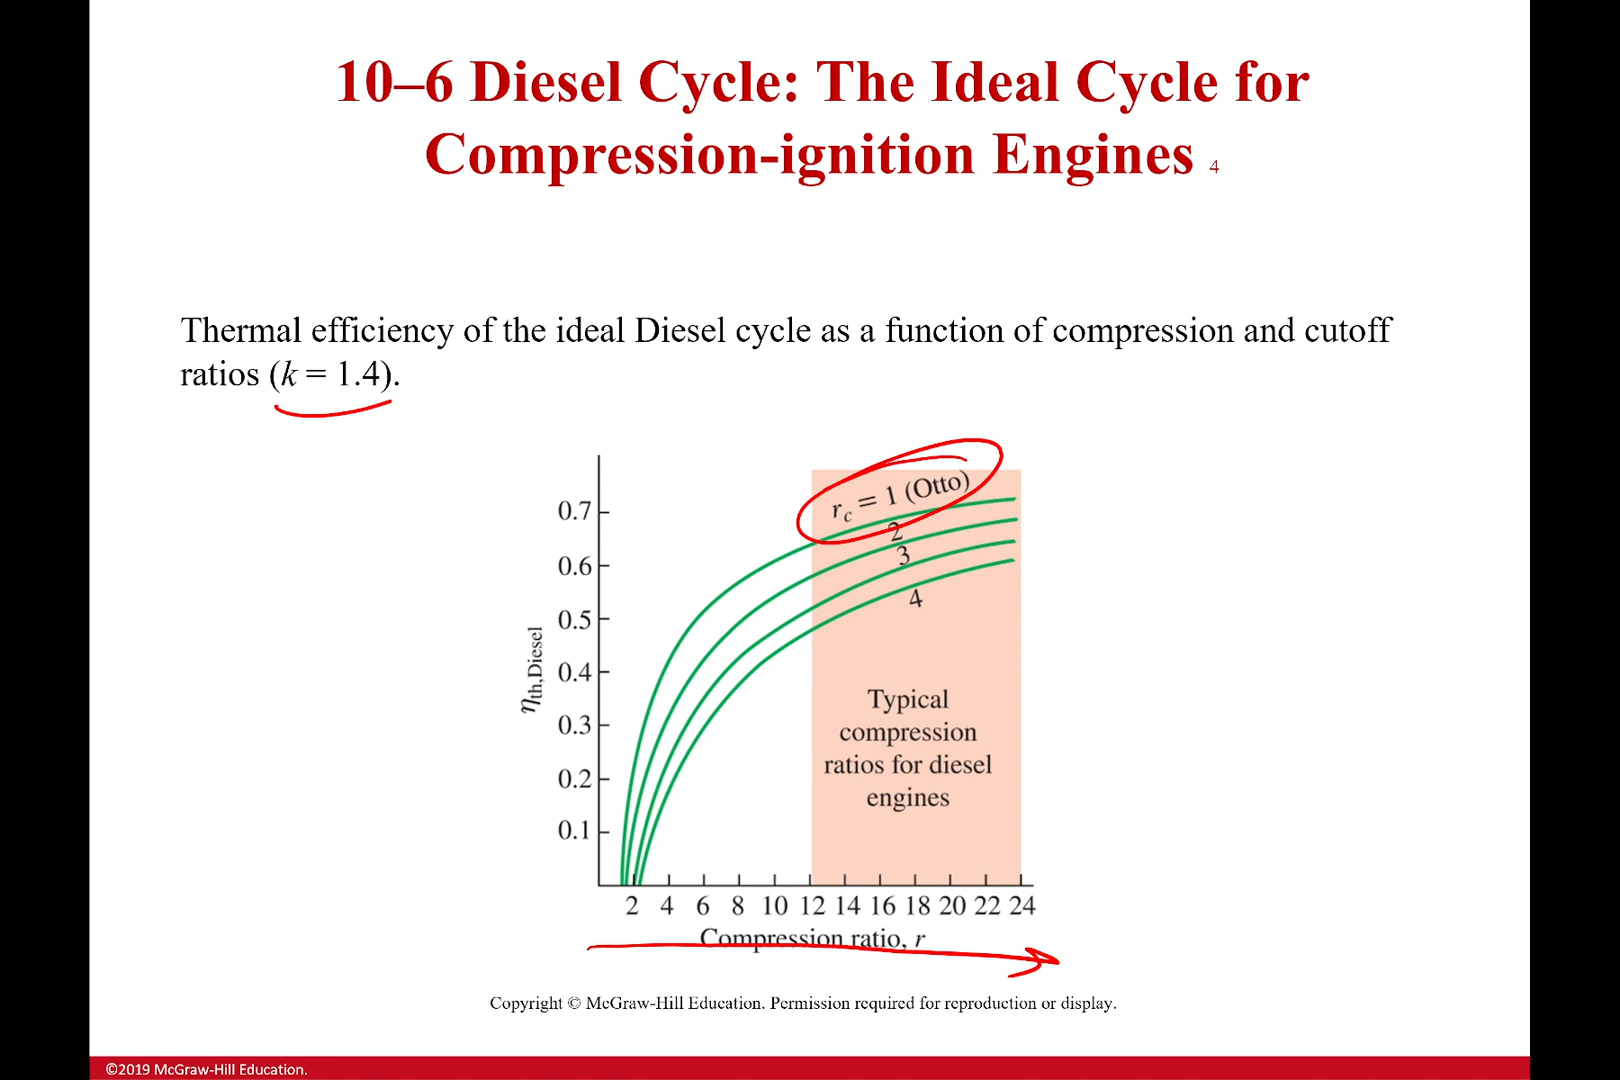 10–6 Diesel Cycle: The Ideal Cycle for
Compression-ignition Engines 4
Thermal efficiency of the ideal Diesel cycle as a function of compression and cutoff
ratios (k = 1.4).
r_c = 1 (Otto)
2
3
4
0.7
0.6
0.5
0.4
0.3
0.2
0.1
η_th,Diesel
Typical
compression
ratios for diesel
engines
2 4 6 8 10 12 14 16 18 20 22 24
Compression ratio, r
Copyright © McGraw-Hill Education. Permission required for reproduction or display.
©2019 McGraw-Hill Education.